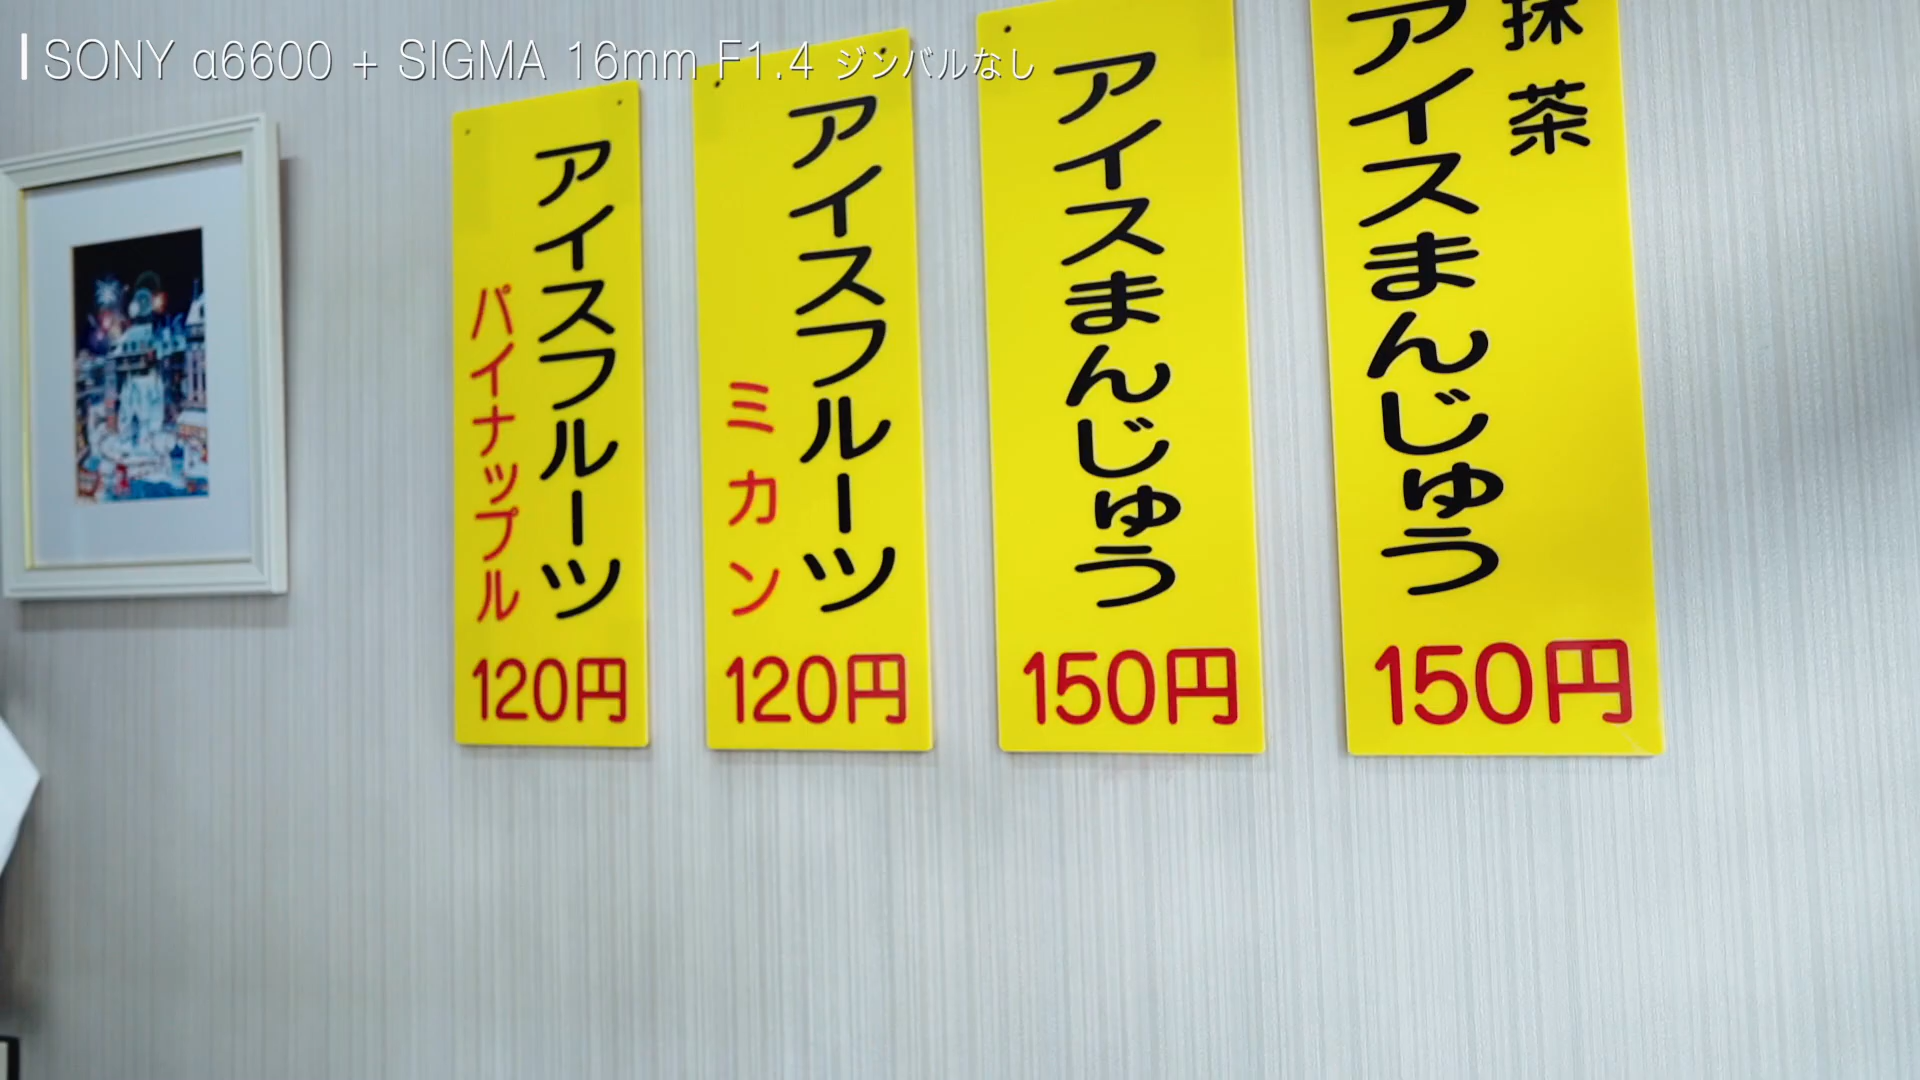 SONY α6600 + SIGMA 16mm F1.4 ジンバルなし
アイスフルーツ
パイナップル
120円
アイスフルーツ
ミカン
120円
アイスまんじゅう
150円
抹茶
アイスまんじゅう
150円